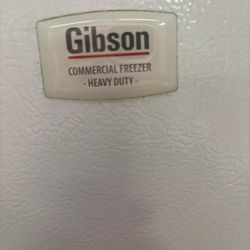 Gibson
COMMERCIAL FREEZER
- HEAVY DUTY -